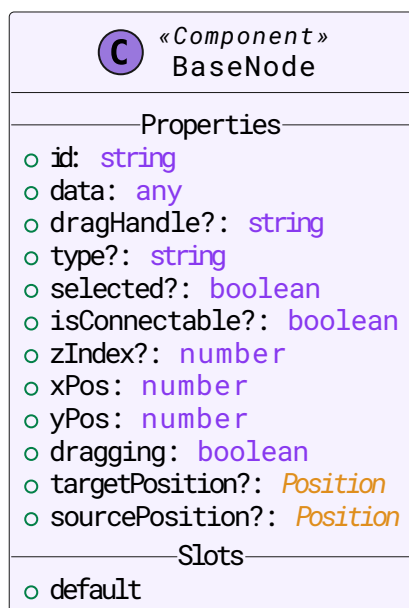 C «Component»
BaseNode
Properties
id: string
data: any
dragHandle?: string
type?: string
selected?: boolean
isConnectable?: boolean
zIndex?: number
xPos: number
yPos: number
dragging: boolean
targetPosition?: Position
sourcePosition?: Position
Slots
default